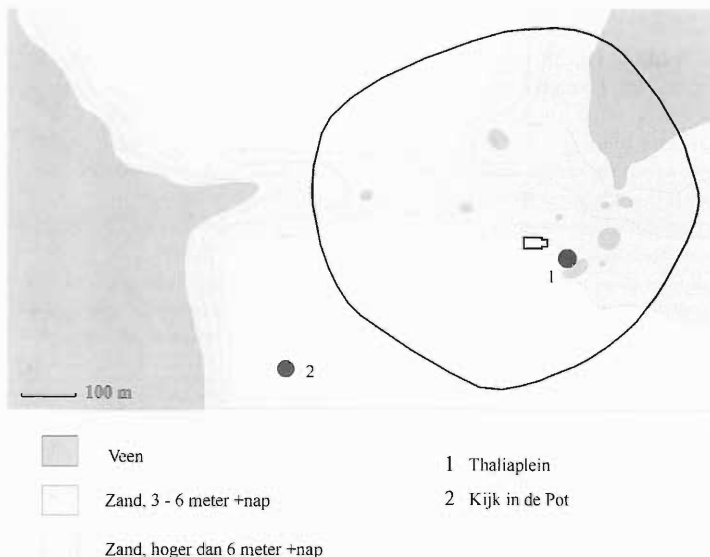 1
2
100 m
Veen
Zand, 3 - 6 meter +nap
Zand, hoger dan 6 meter +nap
1 Thaliaplein
2 Kijk in de Pot